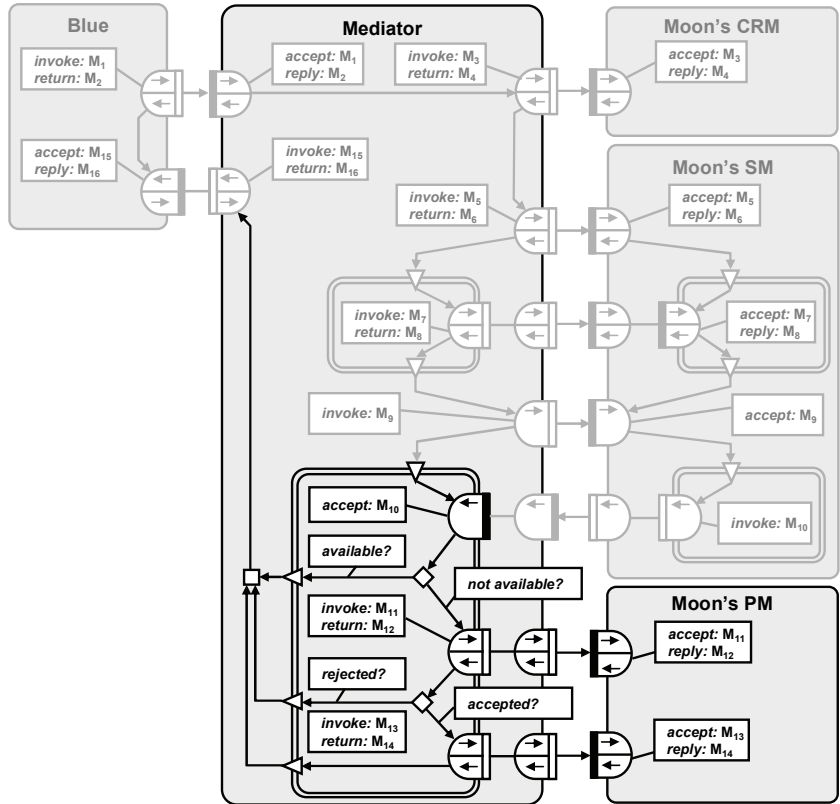 Blue
Mediator
Moon's CRM
invoke: M1
return: M2
accept: M1
reply: M2
invoke: M3
return: M4
accept: M3
reply: M4
accept: M15
reply: M16
invoke: M15
return: M16
Moon's SM
invoke: M5
return: M6
accept: M5
reply: M6
invoke: M7
return: M8
accept: M7
reply: M8
invoke: M9
accept: M9
accept: M10
invoke: M10
available?
not available?
Moon's PM
invoke: M11
return: M12
accept: M11
reply: M12
rejected?
accepted?
invoke: M13
return: M14
accept: M13
reply: M14